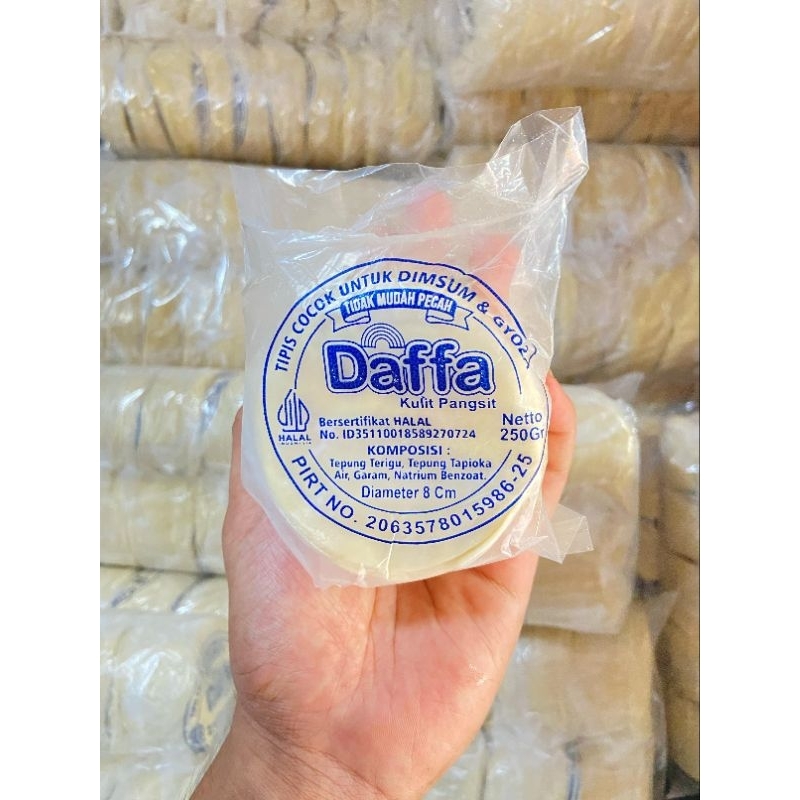 TIPIS COCOK UNTUK DIMSUM & GYOZA
TIDAK MUDAH PECAH
Daffa
Kulit Pangsit
HALAL
INDONESIA
Bersertifikat HALAL
No. ID35110018589270724
Netto
250Gr
KOMPOSISI :
Tepung Terigu, Tepung Tapioka
Air, Garam, Natrium Benzoat.
Diameter 8 Cm
PIRT NO. 2063578015986-25